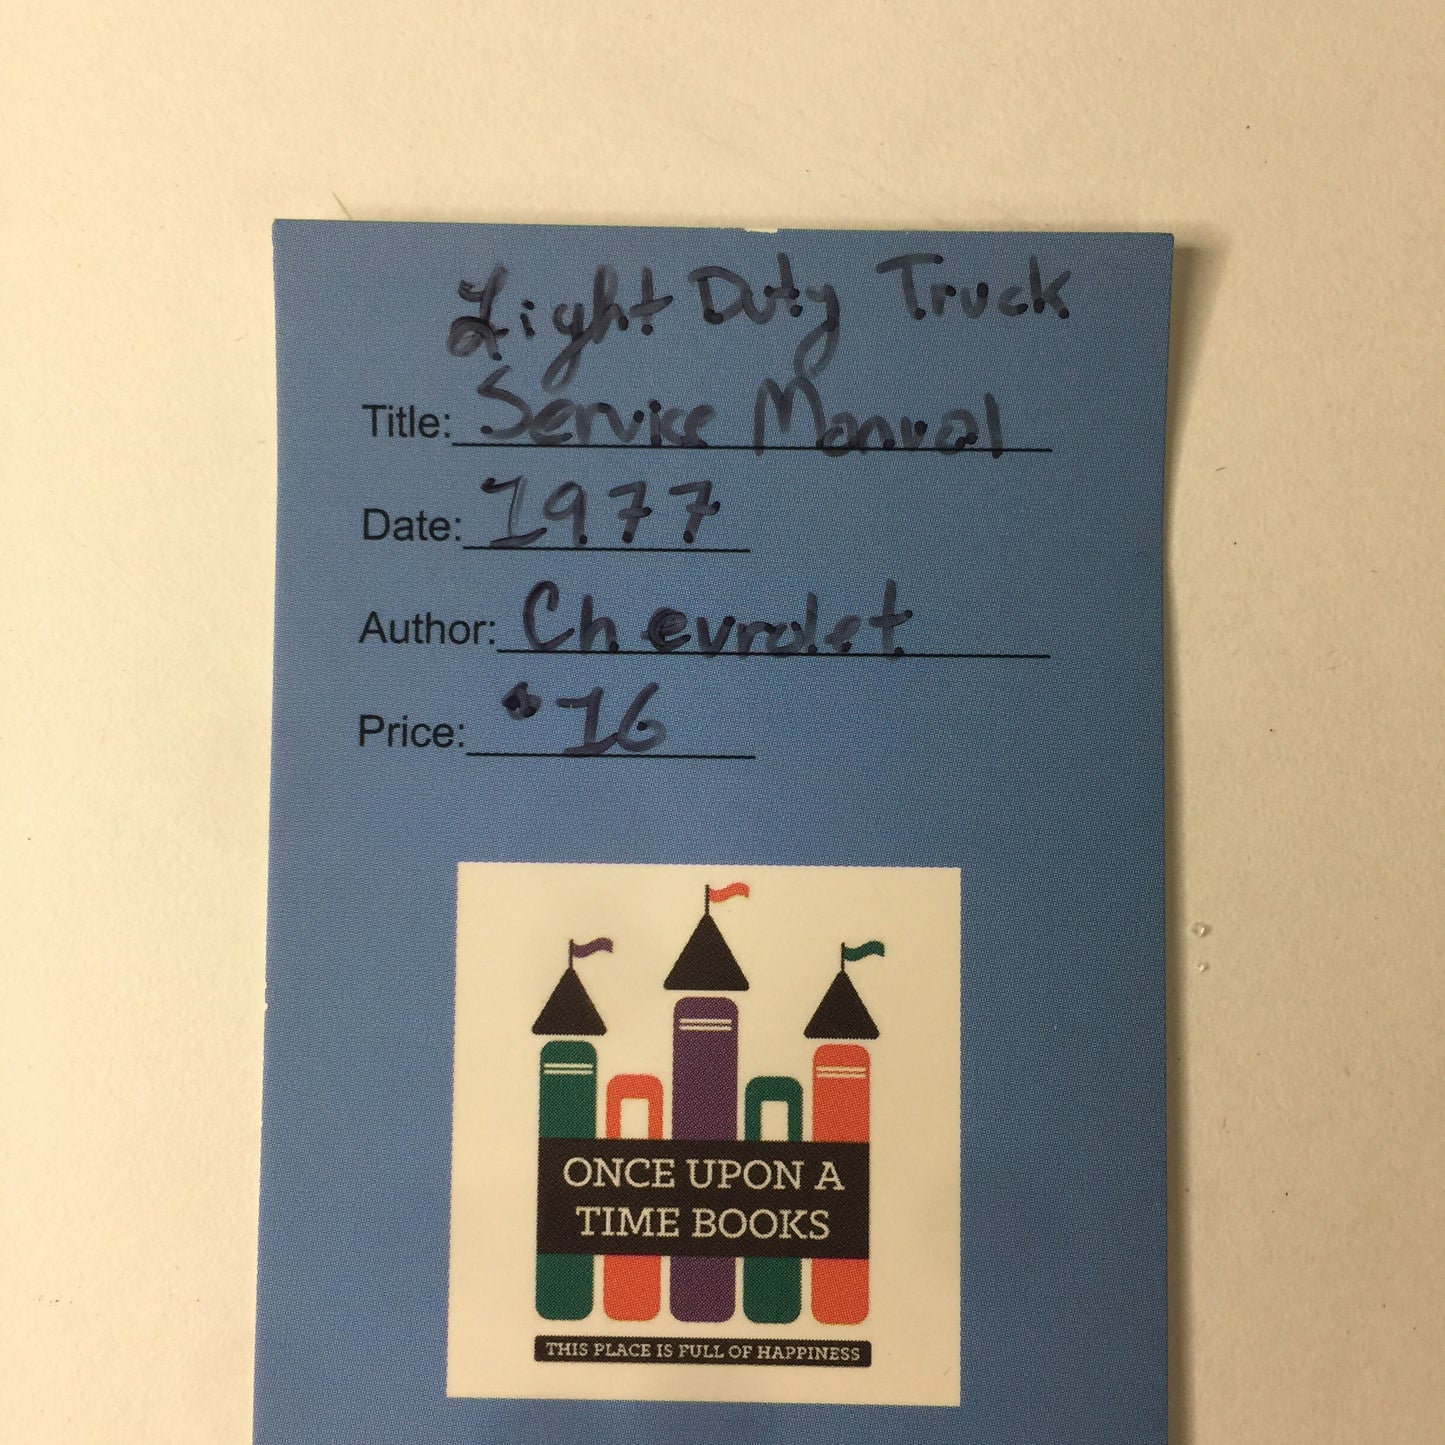 Light Duty Truck
Title: Service Manual
Date: 1977
Author: Chevrolet
Price: $16
ONCE UPON A
TIME BOOKS
THIS PLACE IS FULL OF HAPPINESS